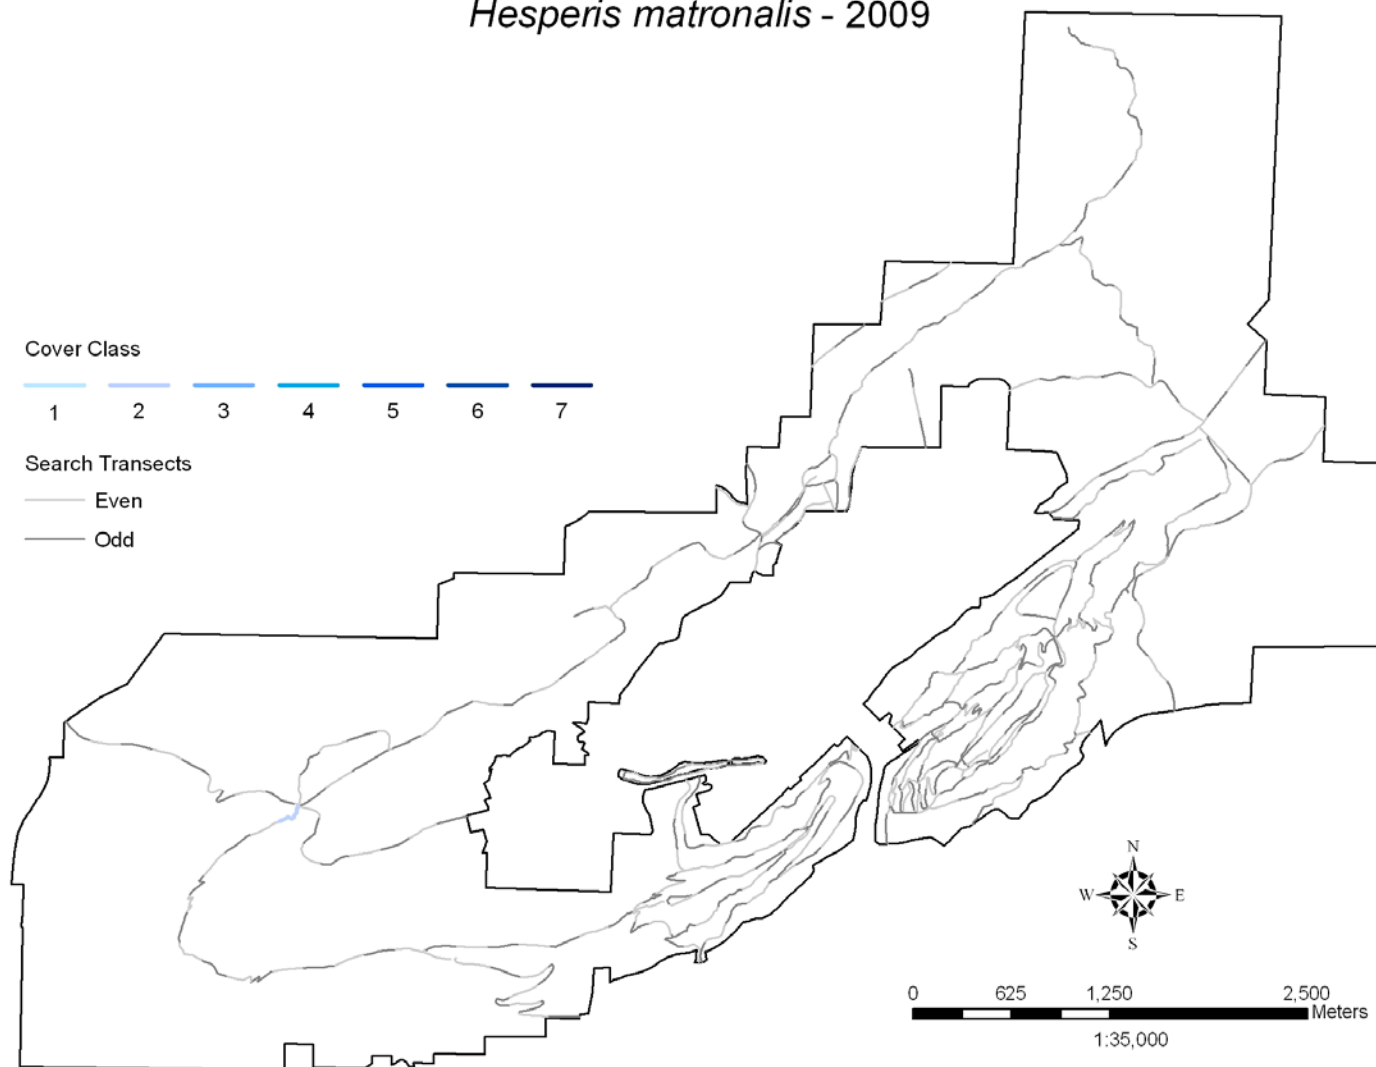 Hesperis matronalis - 2009
Cover Class
1 2 3 4 5 6 7
Search Transects
Even
Odd
N
W E
S
0 625 1,250 2,500
Meters
1:35,000